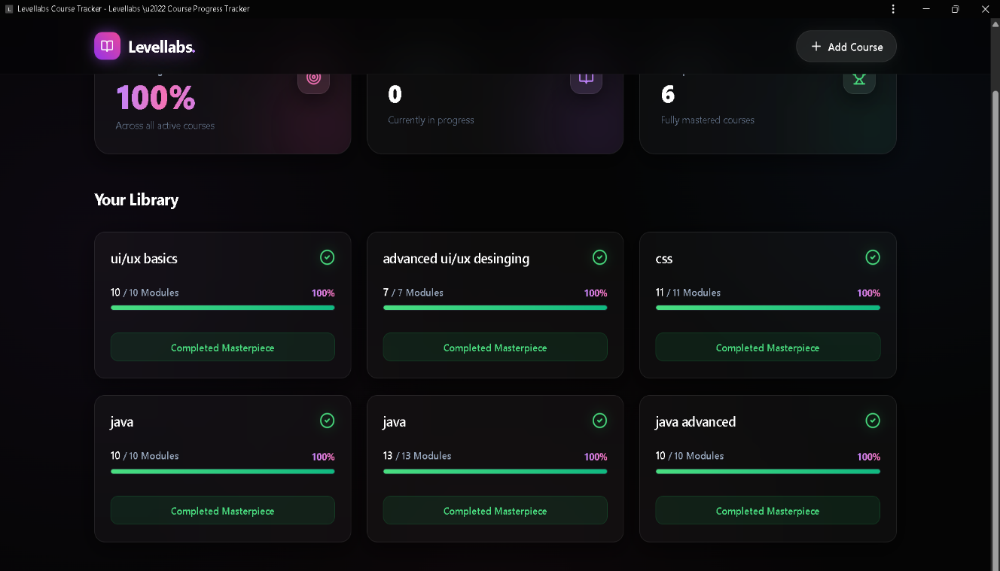 Levellabs Course Tracker - Levellabs \u2022 Course Progress Tracker
Levellabs.
Add Course
100%
Across all active courses
0
Currently in progress
6
Fully mastered courses
Your Library
ui/ux basics
10 / 10 Modules 100%
Completed Masterpiece
advanced ui/ux desinging
7 / 7 Modules 100%
Completed Masterpiece
css
11 / 11 Modules 100%
Completed Masterpiece
java
10 / 10 Modules 100%
Completed Masterpiece
java
13 / 13 Modules 100%
Completed Masterpiece
java advanced
10 / 10 Modules 100%
Completed Masterpiece